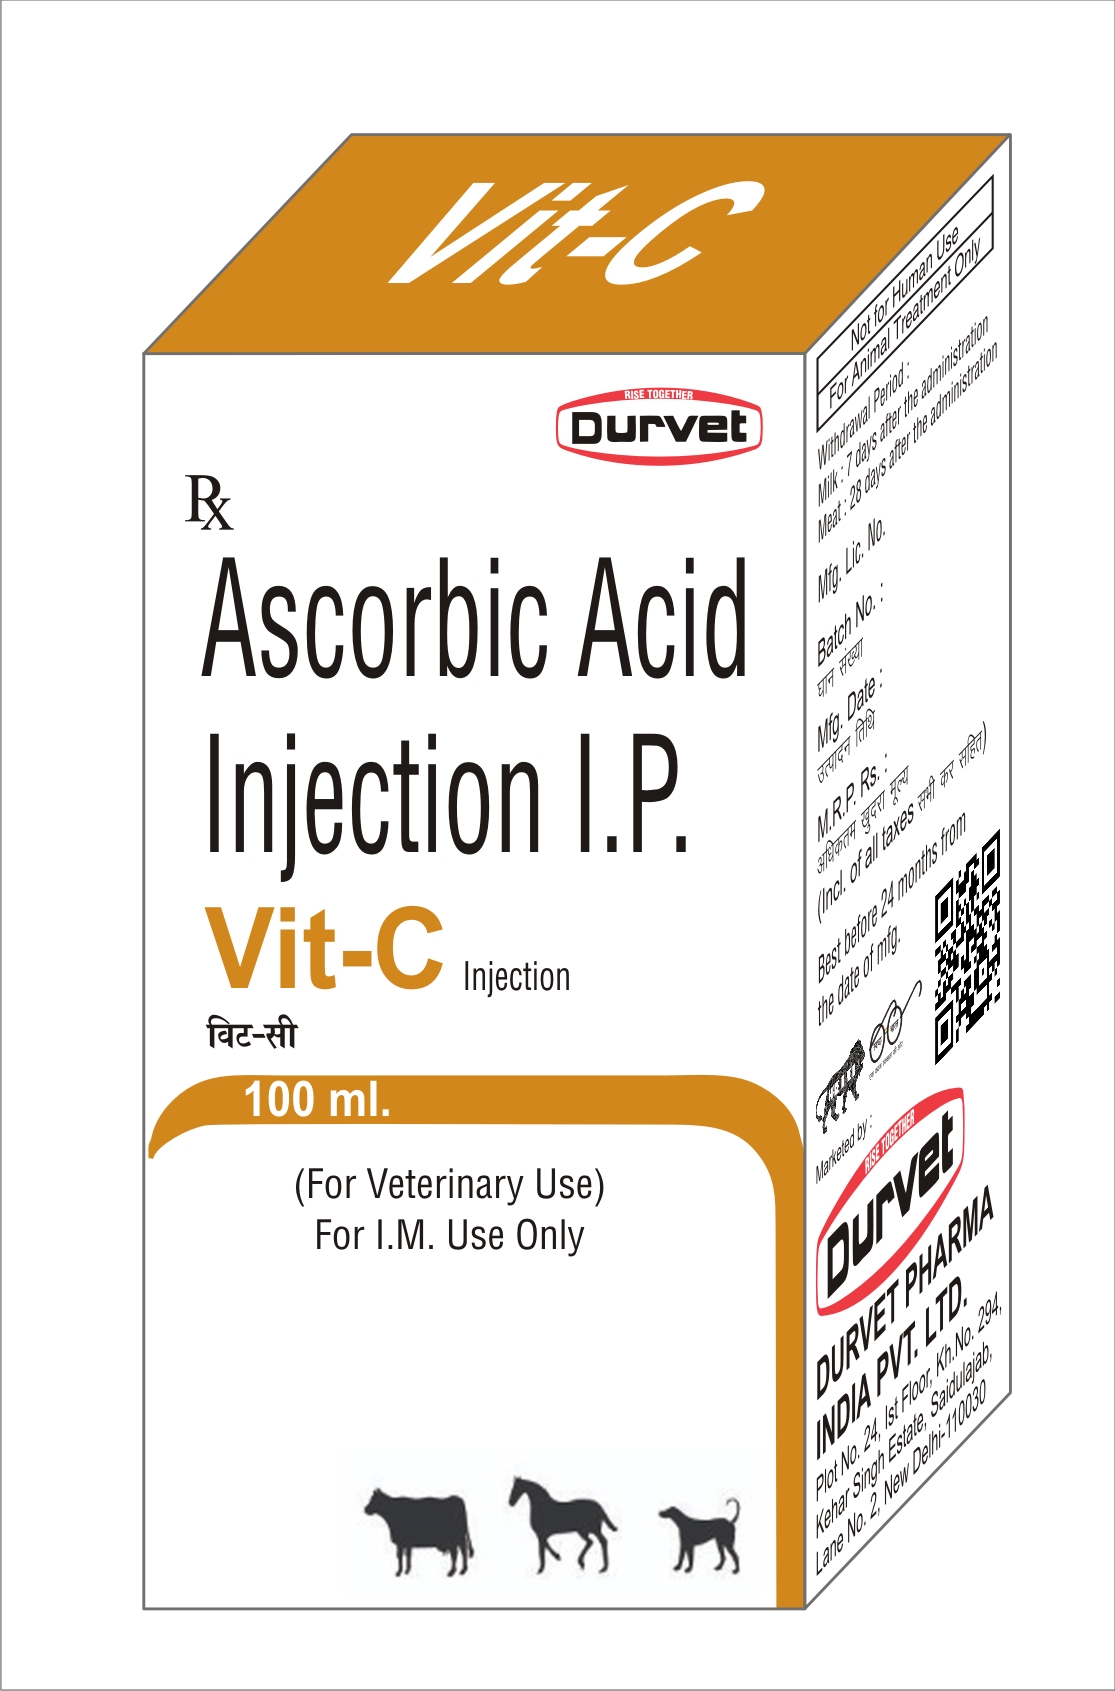 Vit-C
RISE TOGETHER
Durvet
Rx
Ascorbic Acid
Injection I.P.
Vit-C Injection
विट-सी
100 ml.
(For Veterinary Use)
For I.M. Use Only
Not for Human Use
For Animal Treatment Only
Withdrawal Period :
Milk : 7 days after the administration
Meat : 28 days after the administration
Mfg. Lic. No.
Batch No. :
घान संख्या
Mfg. Date :
उत्पादन तिथि
M.R.P. Rs. :
अधिकतम खुदरा मूल्य
(Incl. of all taxes सभी कर सहित)
Best before 24 months from
the date of mfg.
Marketed by :
RISE TOGETHER
Durvet
DURVET PHARMA
INDIA PVT. LTD.
Plot No. 24, Ist Floor, Kh.No. 294,
Kehar Singh Estate, Saidulajab,
Lane No. 2, New Delhi-110030